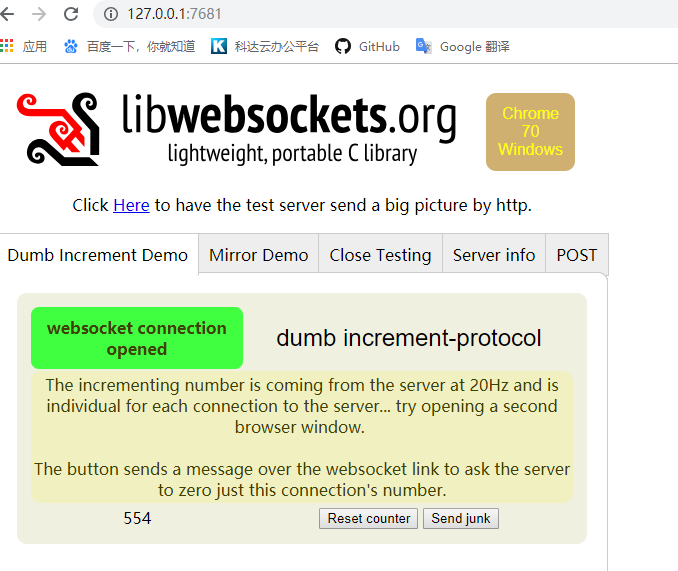 127.0.0.1:7681
应用 百度一下，你就知道 科达云办公平台 GitHub Google 翻译
libwebsockets.org
lightweight, portable C library
Chrome
70
Windows
Click Here to have the test server send a big picture by http.
Dumb Increment Demo Mirror Demo Close Testing Server info POST
websocket connection
opened
dumb increment-protocol
The incrementing number is coming from the server at 20Hz and is
individual for each connection to the server... try opening a second
browser window.
The button sends a message over the websocket link to ask the server
to zero just this connection's number.
554 Reset counter Send junk